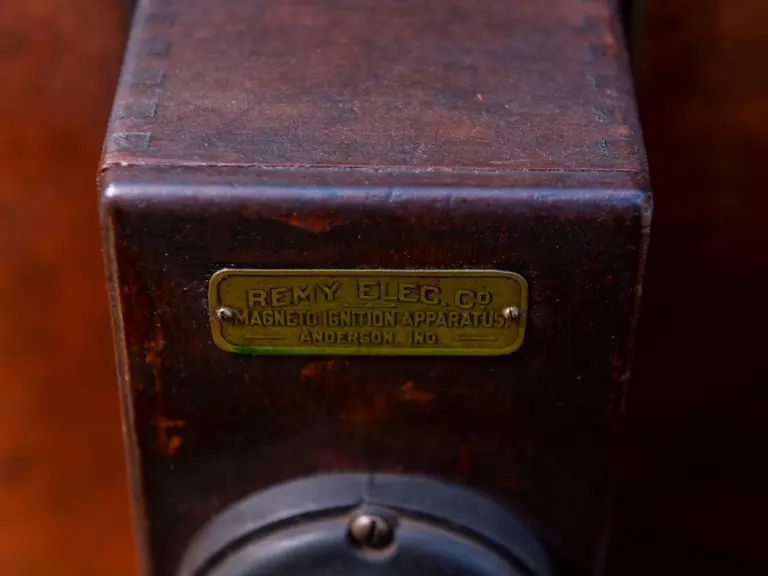 REMY ELEC. CO
MAGNETO IGNITION APPARATUS
ANDERSON IND